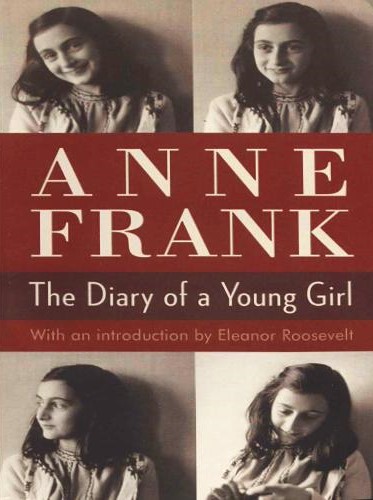 ANNE
FRANK
The Diary of a Young Girl
With an introduction by Eleanor Roosevelt